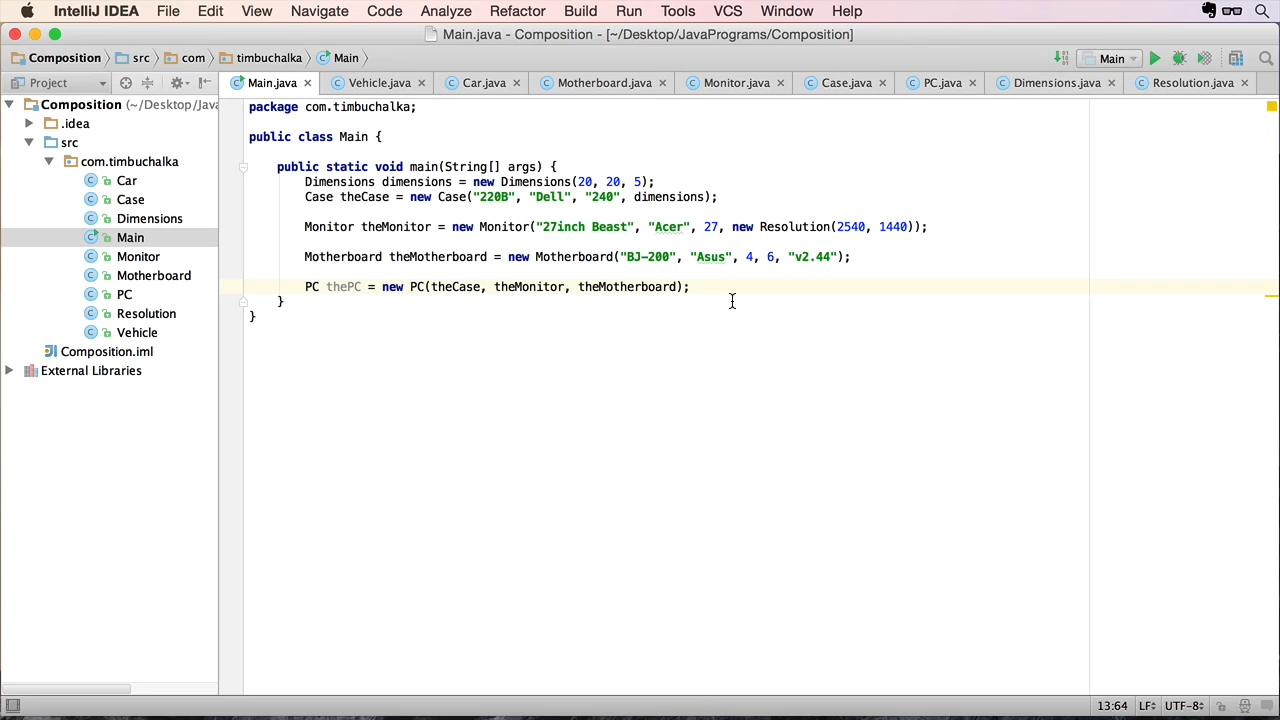 IntelliJ IDEA File Edit View Navigate Code Analyze Refactor Build Run Tools VCS Window Help
Main.java - Composition - [~/Desktop/JavaPrograms/Composition]
Composition src com timbuchalka Main Main
Project Main.java Vehicle.java Car.java Motherboard.java Monitor.java Case.java PC.java Dimensions.java Resolution.java
Composition (~/Desktop/Java
.idea
src
com.timbuchalka
Car
Case
Dimensions
Main
Monitor
Motherboard
PC
Resolution
Vehicle
Composition.iml
External Libraries
package com.timbuchalka;
public class Main {
public static void main(String[] args) {
Dimensions dimensions = new Dimensions(20, 20, 5);
Case theCase = new Case("220B", "Dell", "240", dimensions);
Monitor theMonitor = new Monitor("27inch Beast", "Acer", 27, new Resolution(2540, 1440));
Motherboard theMotherboard = new Motherboard("BJ-200", "Asus", 4, 6, "v2.44");
PC thePC = new PC(theCase, theMonitor, theMotherboard);
}
}
13:64 LF UTF-8